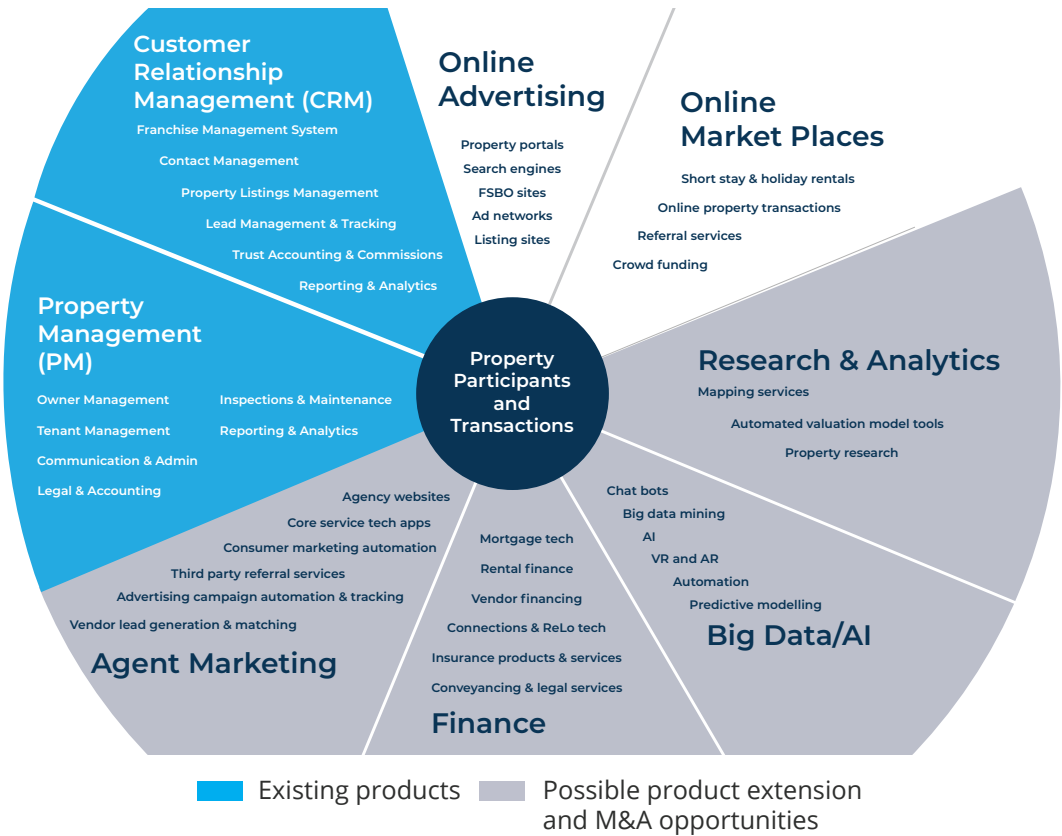 Customer
Relationship
Management (CRM)
Franchise Management System
Contact Management
Property Listings Management
Lead Management & Tracking
Trust Accounting & Commissions
Reporting & Analytics
Online
Advertising
Property portals
Search engines
FSBO sites
Ad networks
Listing sites
Online
Market Places
Short stay & holiday rentals
Online property transactions
Referral services
Crowd funding
Property
Management
(PM)
Owner Management
Tenant Management
Communication & Admin
Legal & Accounting
Inspections & Maintenance
Reporting & Analytics
Property
Participants
and
Transactions
Research & Analytics
Mapping services
Automated valuation model tools
Property research
Agency websites
Core service tech apps
Consumer marketing automation
Third party referral services
Advertising campaign automation & tracking
Vendor lead generation & matching
Agent Marketing
Mortgage tech
Rental finance
Vendor financing
Connections & ReLo tech
Insurance products & services
Conveyancing & legal services
Finance
Chat bots
Big data mining
AI
VR and AR
Automation
Predictive modelling
Big Data/AI
Existing products
Possible product extension
and M&A opportunities